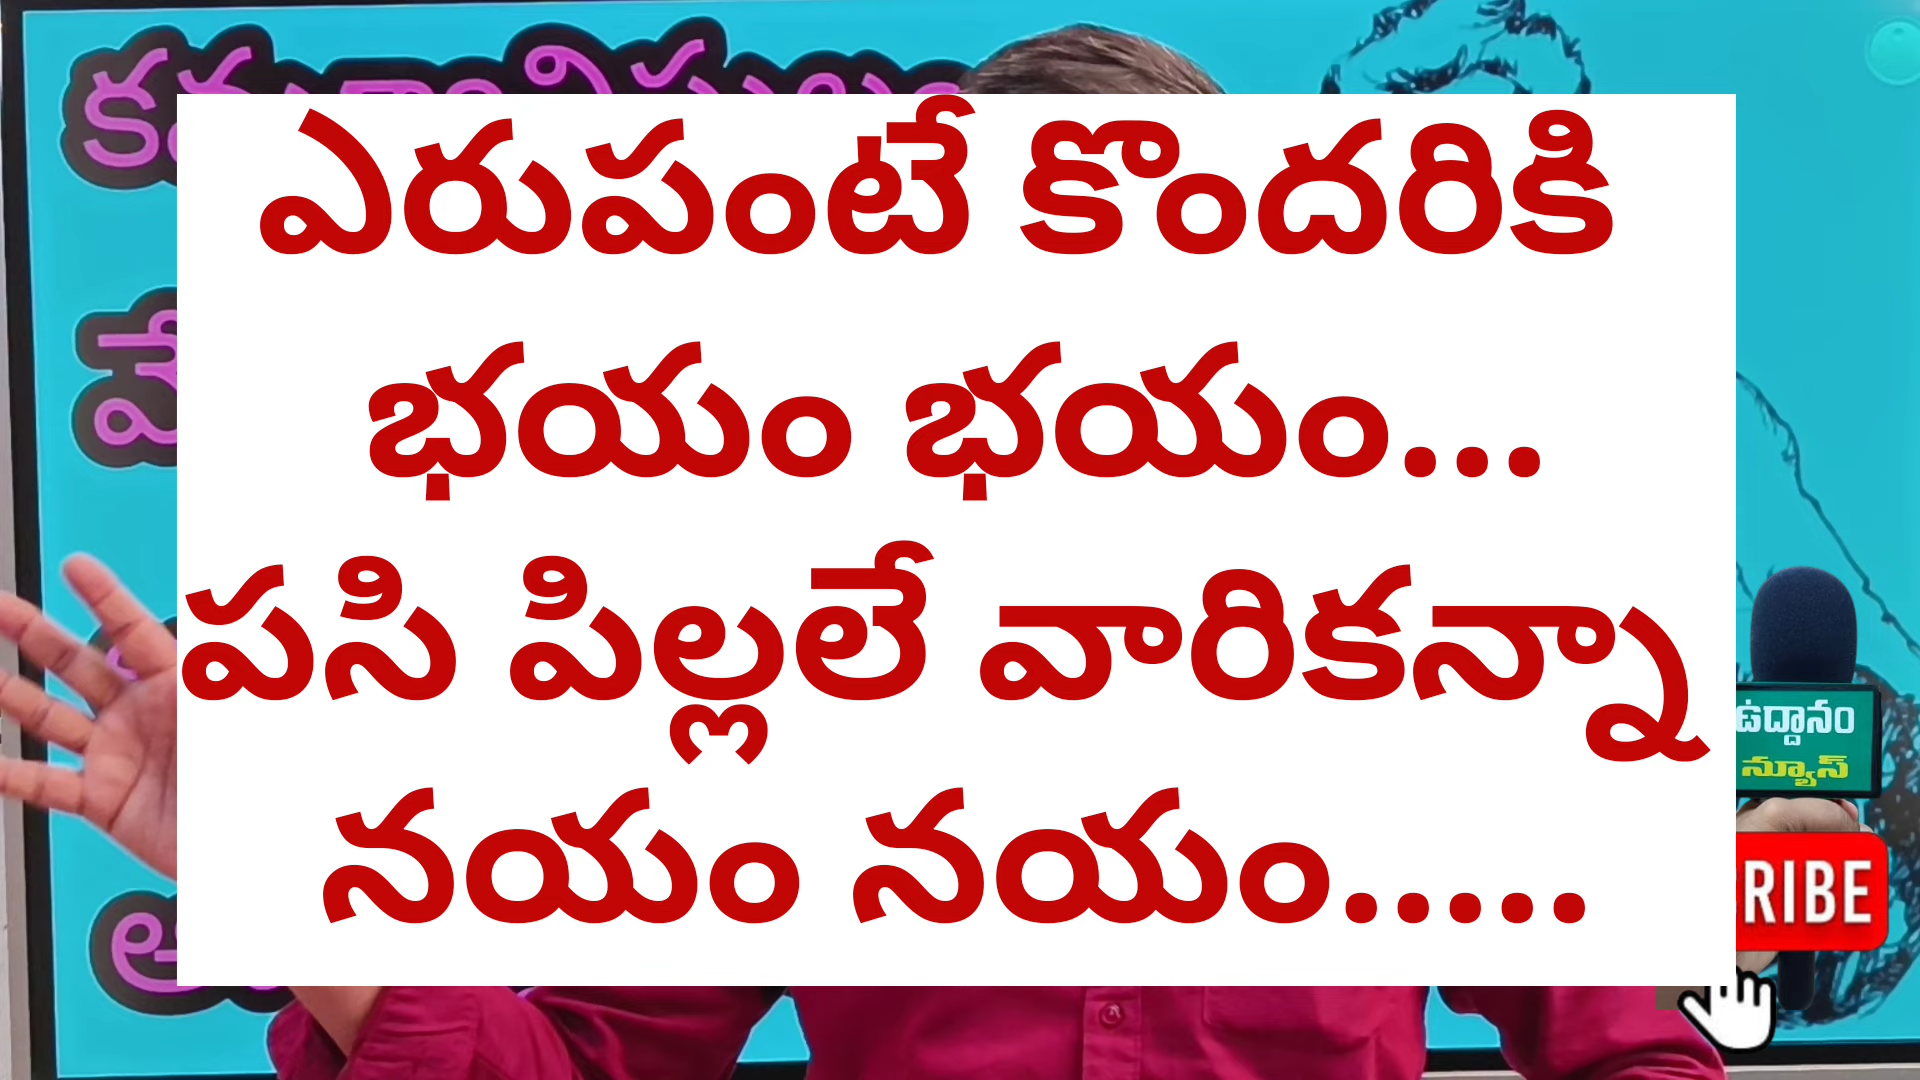 ఎరుపంటే కొందరికి
భయం భయం...
పసి పిల్లలే వారికన్నా
నయం నయం.....
ఉద్దానం
న్యూస్
RIBE